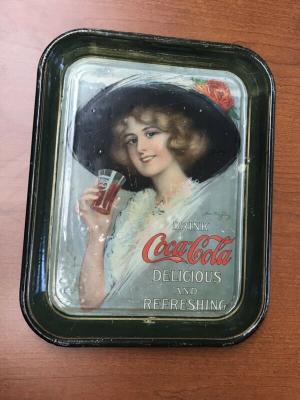 DRINK
Coca-Cola
DELICIOUS
AND
REFRESHING